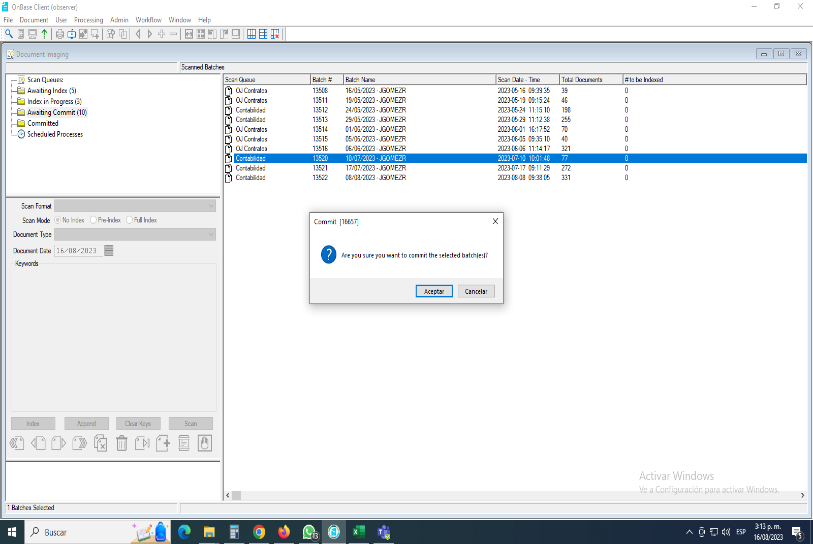 OnBase Client (observer)
File Document Use Processing Admin Workflow Window Help
Document Imaging
Scanned Batches
Scan Queues:
Awaiting Index (5)
Index in Progress (3)
Awaiting Commit (10)
Committed
Scheduled Processes
Scan Queue Batch # Batch Name Scan Date - Time Total Documents # to be Indexed
OJ Contratos 13508 16/05/2023 - JGOMEZR 2023-05-16 09:39:35 39 0
OJ Contratos 13511 19/05/2023 - JGOMEZR 2023-05-19 09:15:24 46 0
Contabilidad 13512 24/05/2023 - JGOMEZR 2023-05-24 11:15:10 198 0
Contabilidad 13513 29/05/2023 - JGOMEZR 2023-05-29 11:12:38 255 0
OJ Contratos 13514 01/06/2023 - JGOMEZR 2023-06-01 16:17:52 70 0
OJ Contratos 13515 05/06/2023 - JGOMEZR 2023-06-05 09:35:10 40 0
OJ Contratos 13516 06/06/2023 - JGOMEZR 2023-06-06 11:14:17 321 0
Contabilidad 13520 10/07/2023 - JGOMEZR 2023-07-10 10:01:48 77 0
Contabilidad 13521 17/07/2023 - JGOMEZR 2023-07-17 09:11:29 272 0
Contabilidad 13522 08/08/2023 - JGOMEZR 2023-08-08 09:38:05 331 0
Scan Format
Scan Mode No Index Pre-Index Full Index
Document Type
Document Date 16/08/2023
Keywords
Commit [16657]
Are you sure you want to commit the selected batch(es)?
Aceptar Cancelar
Index Append Clear Keys Scan
Activar Windows
Ve a Configuración para activar Windows.
1 Batches Selected
Buscar
ESP
3:13 p. m.
16/08/2023